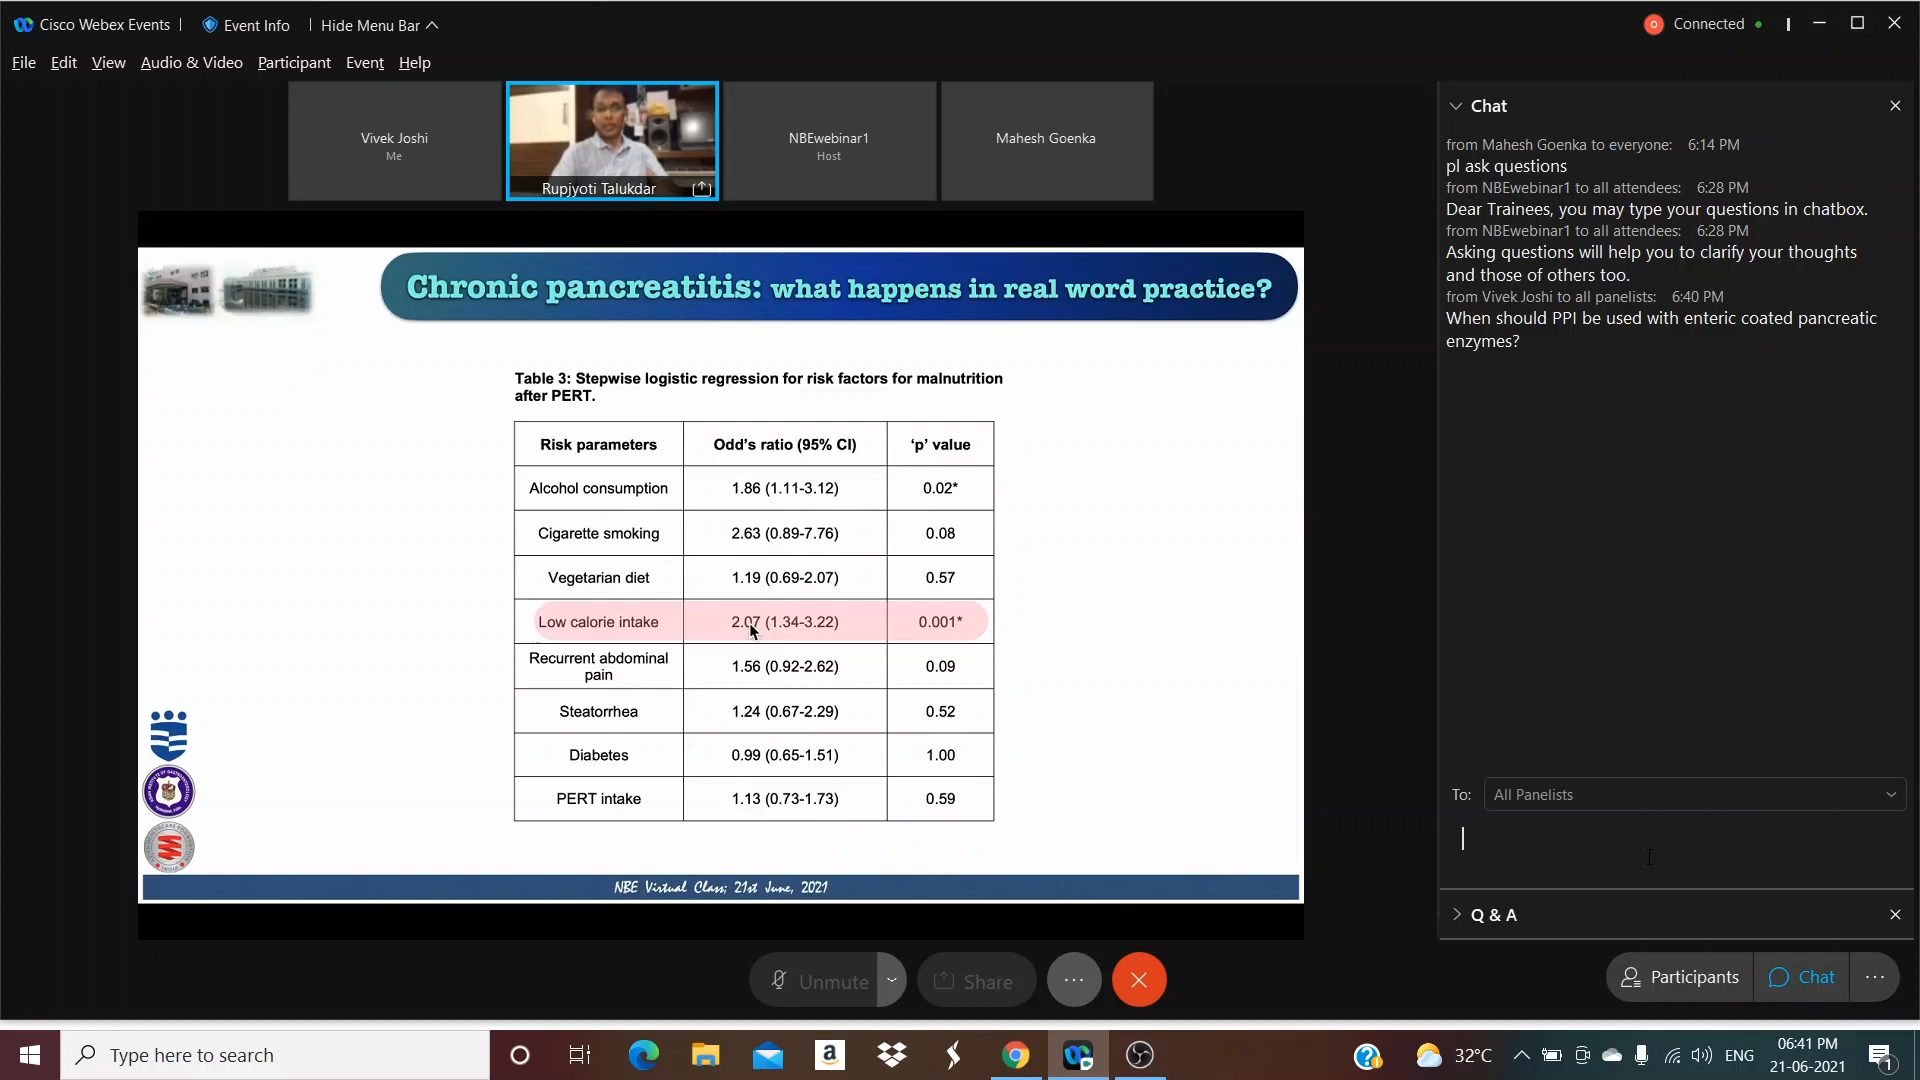 Cisco Webex Events
Event Info
Hide Menu Bar
Connected
File Edit View Audio & Video Participant Event Help
Vivek Joshi
Me
Rupjyoti Talukdar
NBEwebinar1
Host
Mahesh Goenka
Chronic pancreatitis: what happens in real word practice?
Table 3: Stepwise logistic regression for risk factors for malnutrition
after PERT.
Risk parameters Odd's ratio (95% CI) ‘p’ value
Alcohol consumption 1.86 (1.11-3.12) 0.02*
Cigarette smoking 2.63 (0.89-7.76) 0.08
Vegetarian diet 1.19 (0.69-2.07) 0.57
Low calorie intake 2.07 (1.34-3.22) 0.001*
Recurrent abdominal
pain 1.56 (0.92-2.62) 0.09
Steatorrhea 1.24 (0.67-2.29) 0.52
Diabetes 0.99 (0.65-1.51) 1.00
PERT intake 1.13 (0.73-1.73) 0.59
NBE Virtual Class; 21st June, 2021
Chat
from Mahesh Goenka to everyone: 6:14 PM
pl ask questions
from NBEwebinar1 to all attendees: 6:28 PM
Dear Trainees, you may type your questions in chatbox.
from NBEwebinar1 to all attendees: 6:28 PM
Asking questions will help you to clarify your thoughts
and those of others too.
from Vivek Joshi to all panelists: 6:40 PM
When should PPI be used with enteric coated pancreatic
enzymes?
To: All Panelists
Q & A
Unmute
Share
Participants
Chat
Type here to search
32°C
ENG
06:41 PM
21-06-2021
1